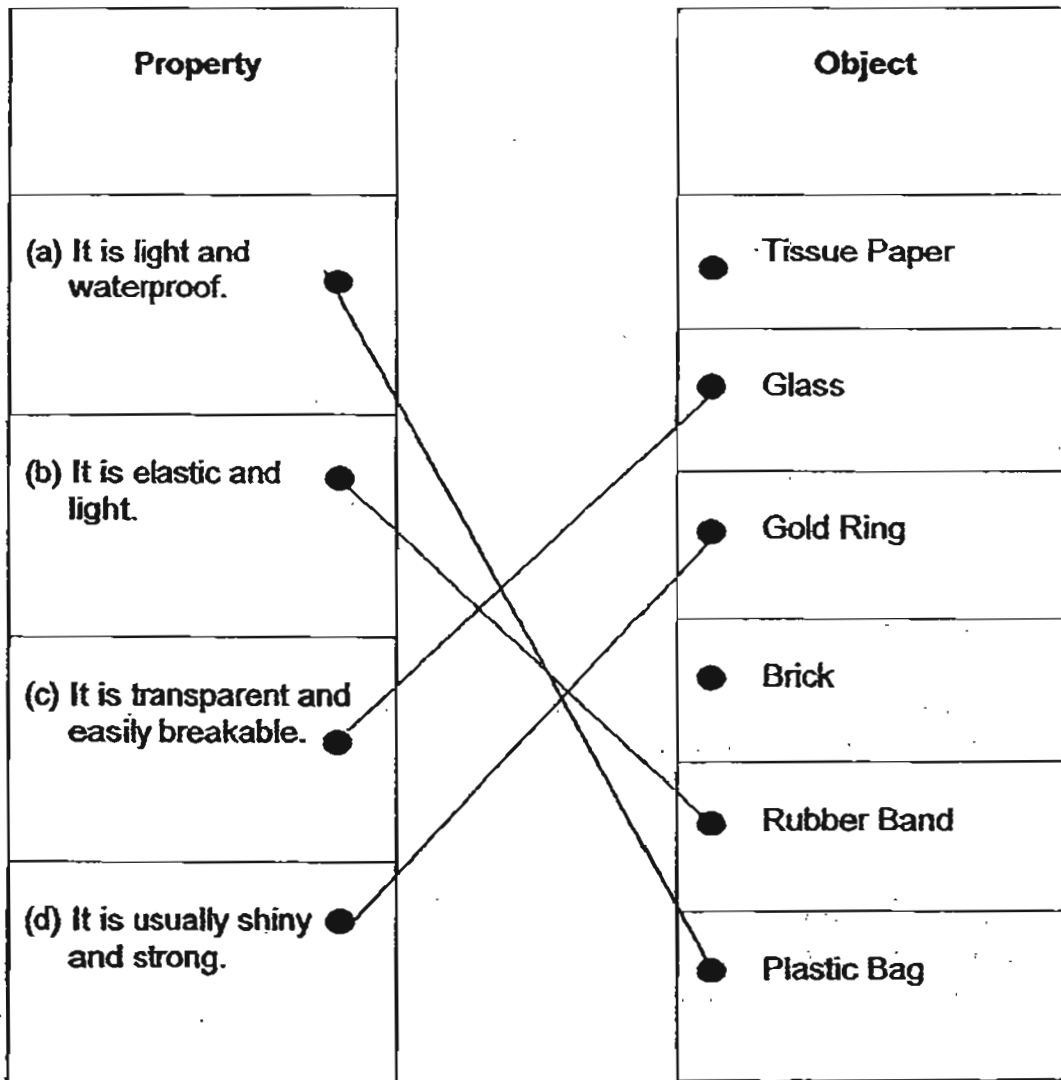 Property
Object
(a) It is light and
waterproof.
(b) It is elastic and
light.
(c) It is transparent and
easily breakable.
(d) It is usually shiny
and strong.
Tissue Paper
Glass
Gold Ring
Brick
Rubber Band
Plastic Bag